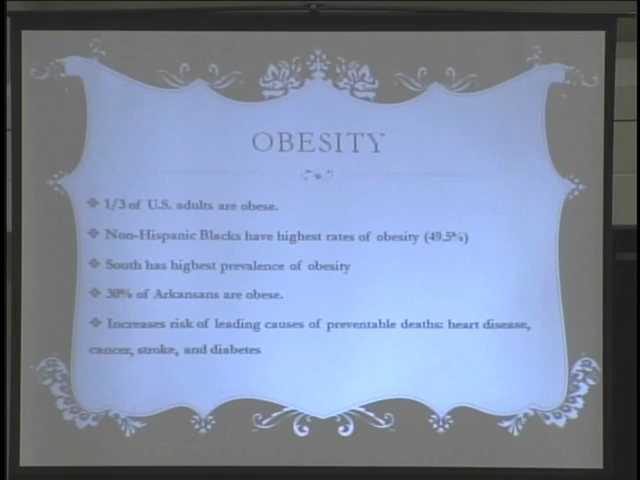 OBESITY
❖ 1/3 of U.S. adults are obese.
❖ Non-Hispanic Blacks have highest rates of obesity (49.5%)
❖ South has highest prevalence of obesity
❖ 30% of Arkansans are obese.
❖ Increases risk of leading causes of preventable deaths: heart disease,
cancer, stroke, and diabetes